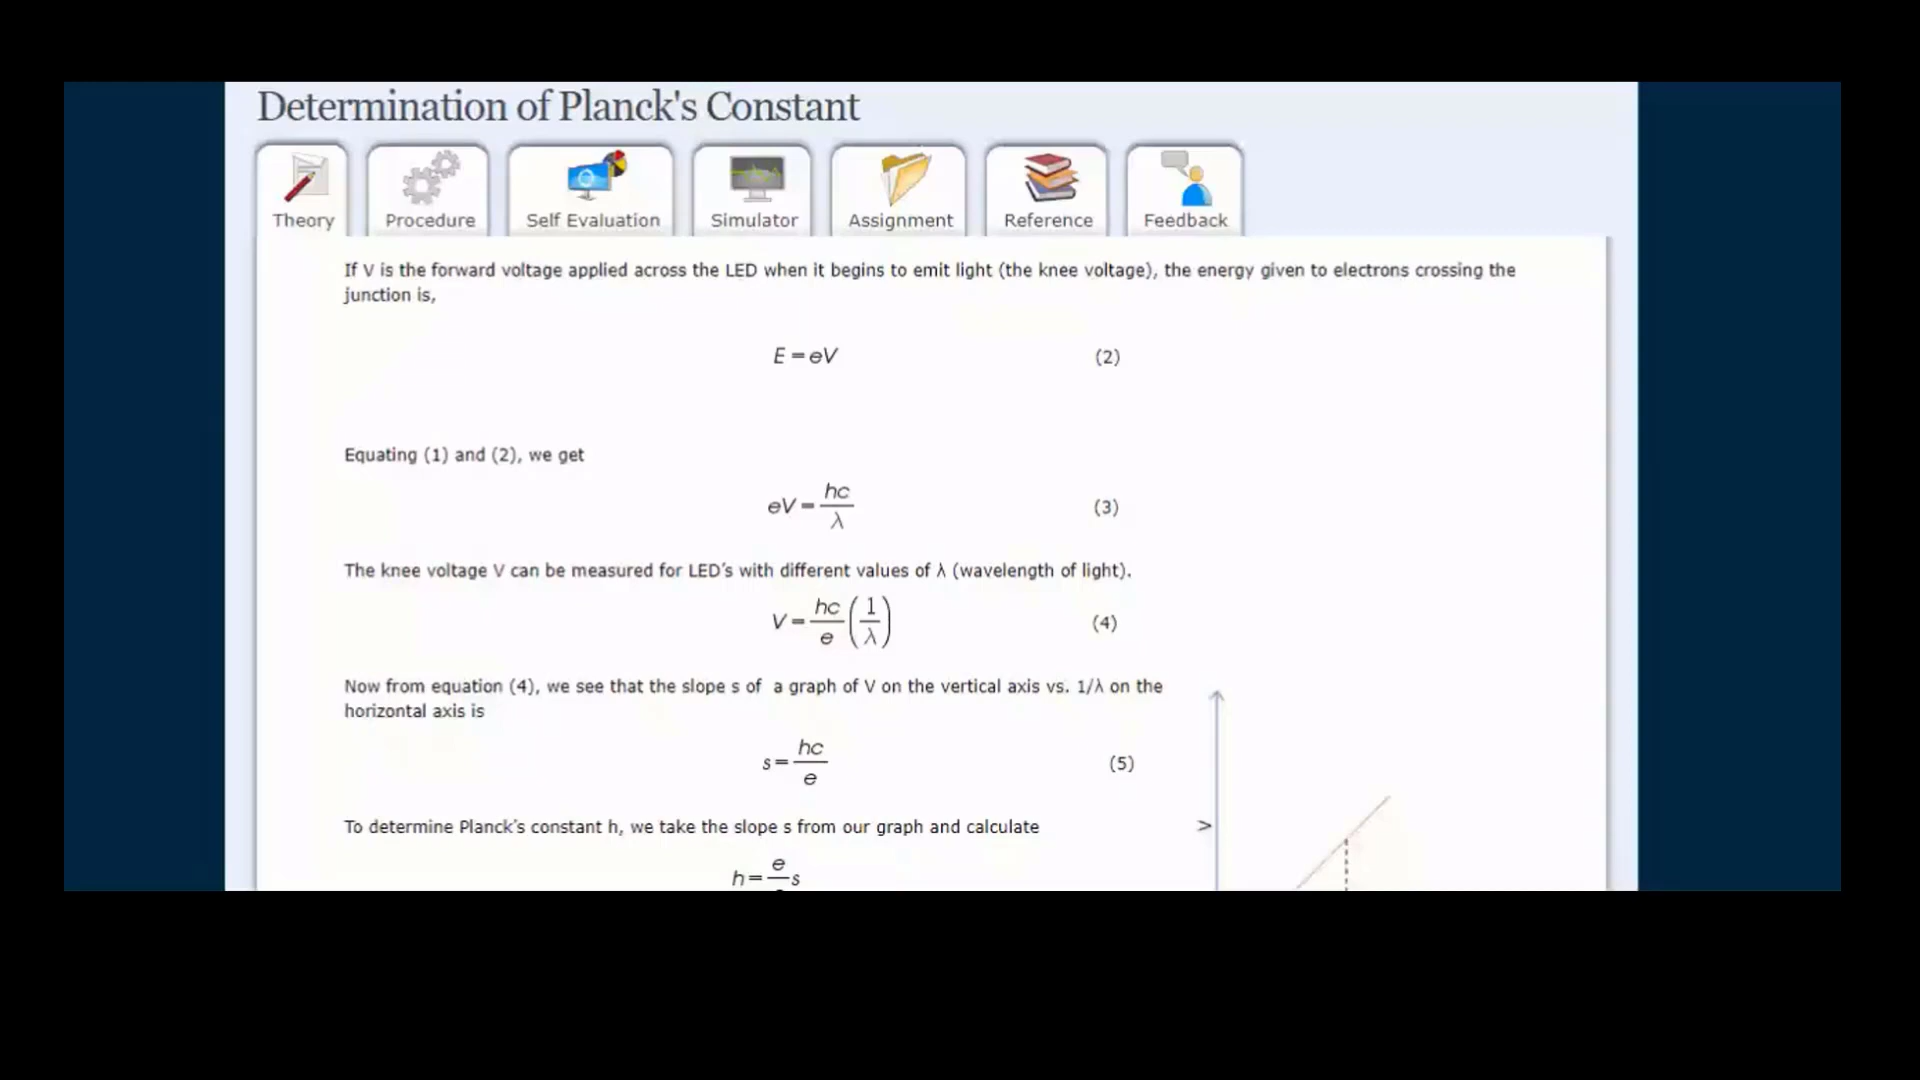 Determination of Planck's Constant
Theory
Procedure
Self Evaluation
Simulator
Assignment
Reference
Feedback
If V is the forward voltage applied across the LED when it begins to emit light (the knee voltage), the energy given to electrons crossing the
junction is,
E = eV (2)
Equating (1) and (2), we get
eV = hc/λ (3)
The knee voltage V can be measured for LED's with different values of λ (wavelength of light).
V = hc/e (1/λ) (4)
Now from equation (4), we see that the slope s of a graph of V on the vertical axis vs. 1/λ on the
horizontal axis is
s = hc/e (5)
To determine Planck's constant h, we take the slope s from our graph and calculate
>
h = e/ s